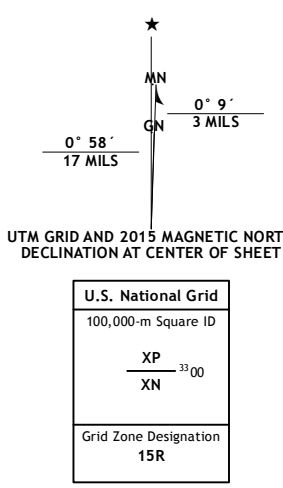 ★
MN
0° 9´
3 MILS
GN
0° 58´
17 MILS
UTM GRID AND 2015 MAGNETIC NORT
DECLINATION AT CENTER OF SHEET
U.S. National Grid
100,000-m Square ID
XP
3300
XN
Grid Zone Designation
15R